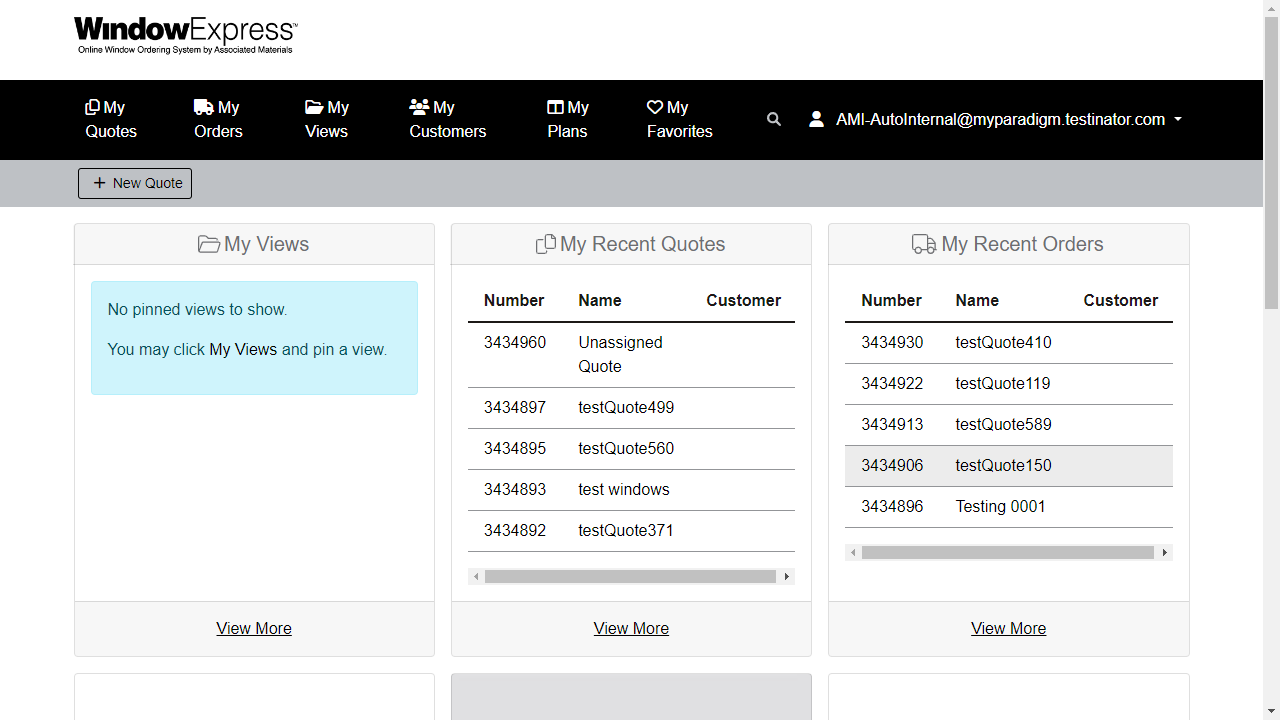 WindowExpress™
Online Window Ordering System by Associated Materials
My Quotes
My Orders
My Views
My Customers
My Plans
My Favorites
AMI-AutoInternal@myparadigm.testinator.com
New Quote
My Views
No pinned views to show.
You may click My Views and pin a view.
View More
My Recent Quotes
Number Name Customer
3434960 Unassigned Quote
3434897 testQuote499
3434895 testQuote560
3434893 test windows
3434892 testQuote371
View More
My Recent Orders
Number Name Customer
3434930 testQuote410
3434922 testQuote119
3434913 testQuote589
3434906 testQuote150
3434896 Testing 0001
View More